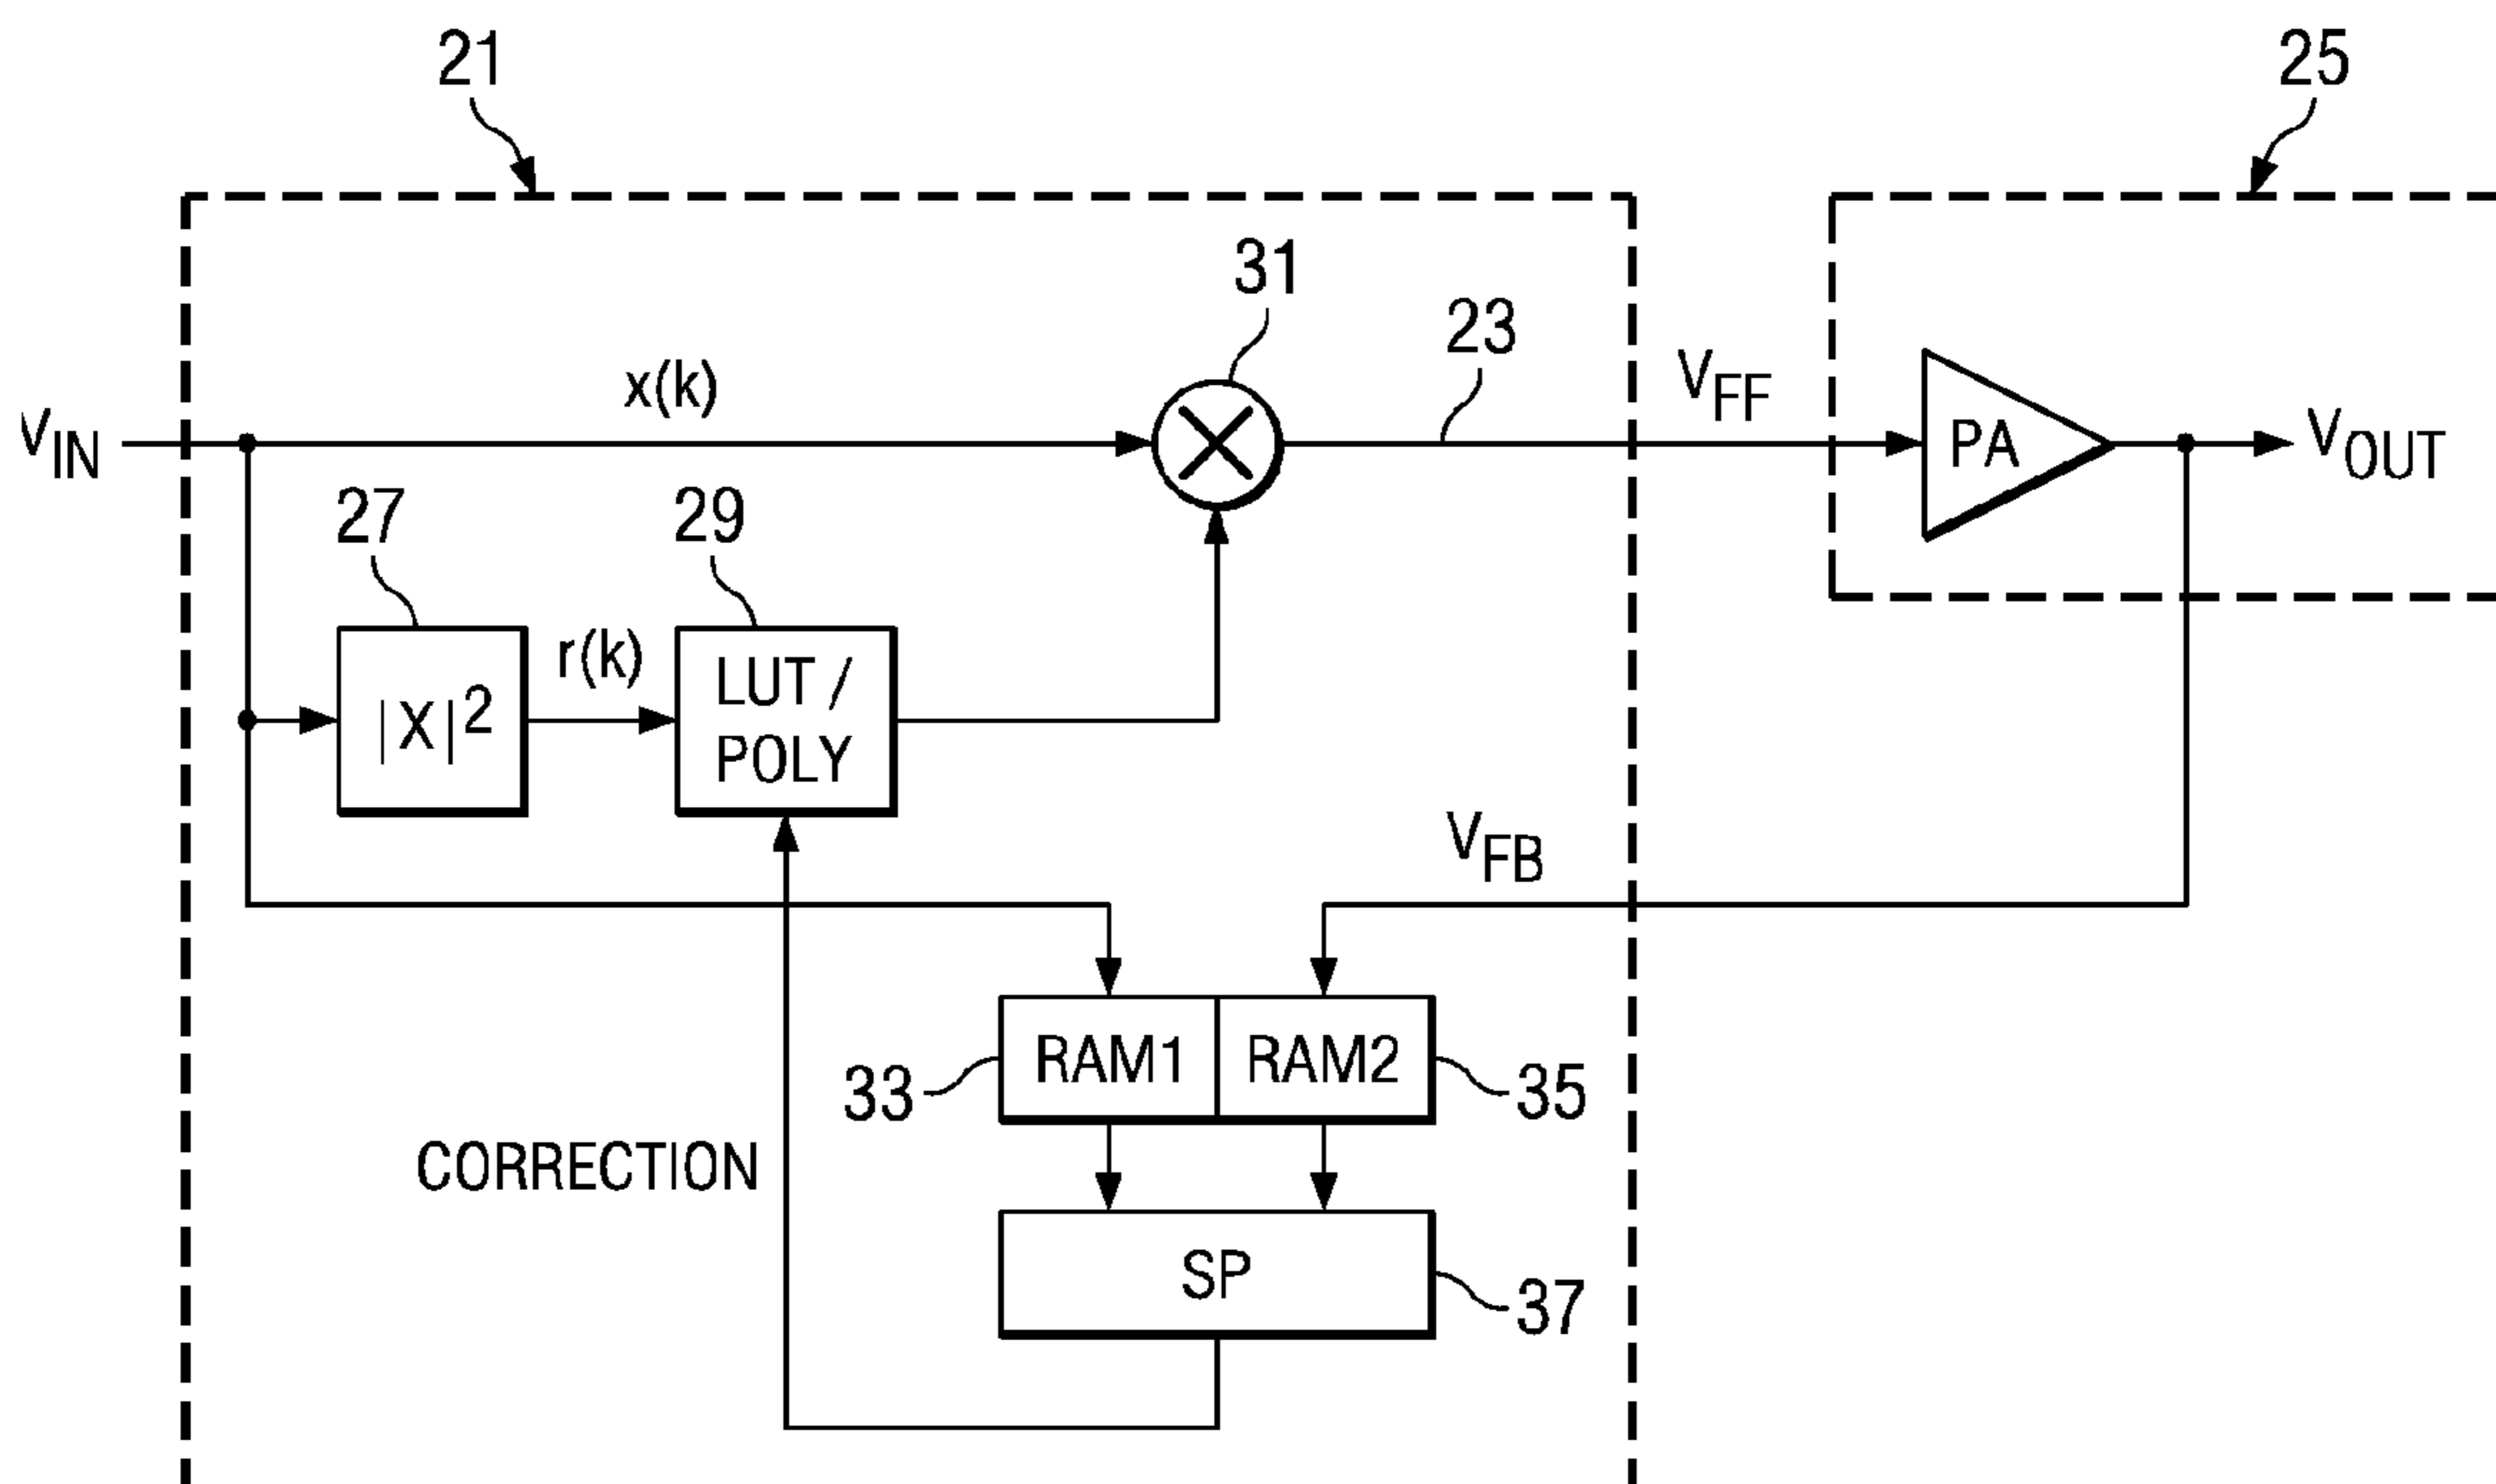 21
25
31
23
x(k)
VFF
VIN
PA
VOUT
27
29
r(k)
|X|2
LUT /
POLY
VFB
RAM1
RAM2
33
35
CORRECTION
SP
37